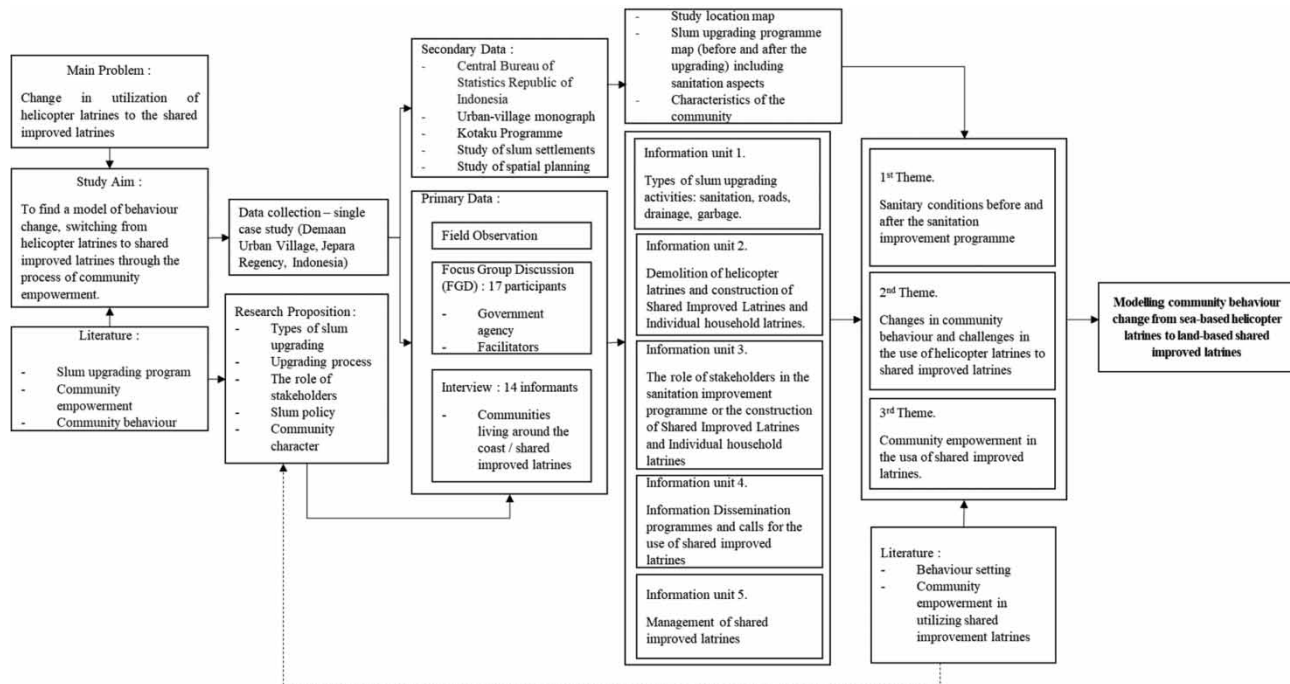 Main Problem :
Change in utilization of
helicopter latrines to the shared
improved latrines
Study Aim :
To find a model of behaviour
change, switching from
helicopter latrines to shared
improved latrines through the
process of community
empowerment.
Literature :
- Slum upgrading program
- Community
empowerment
- Community behaviour
Data collection – single
case study (Demaan
Urban Village, Jepara
Regency, Indonesia)
Research Proposition :
- Types of slum
upgrading
- Upgrading process
- The role of
stakeholders
- Slum policy
- Community
character
Secondary Data :
- Central Bureau of
Statistics Republic of
Indonesia
- Urban-village monograph
- Kotaku Programme
- Study of slum settlements
- Study of spatial planning
Primary Data :
Field Observation
Focus Group Discussion
(FGD) : 17 participants
- Government
agency
- Facilitators
Interview : 14 informants
- Communities
living around the
coast / shared
improved latrines
- Study location map
- Slum upgrading programme
map (before and after the
upgrading) including
sanitation aspects
- Characteristics of the
community
Information unit 1.
Types of slum upgrading
activities: sanitation, roads,
drainage, garbage.
Information unit 2.
Demolition of helicopter
latrines and construction of
Shared Improved Latrines and
Individual household latrines.
Information unit 3.
The role of stakeholders in the
sanitation improvement
programme or the construction
of Shared Improved Latrines
and Individual household
latrines
Information unit 4.
Information Dissemination
programmes and calls for the
use of shared improved
latrines
Information unit 5.
Management of shared
improved latrines
1st Theme.
Sanitary conditions before and
after the sanitation
improvement programme
2nd Theme.
Changes in community
behaviour and challenges in
the use of helicopter latrines to
shared improved latrines
3rd Theme.
Community empowerment in
the usa of shared improved
latrines.
Literature :
- Behaviour setting
- Community
empowerment in
utilizing shared
improvement latrines
Modelling community behaviour
change from sea-based helicopter
latrines to land-based shared
improved latrines